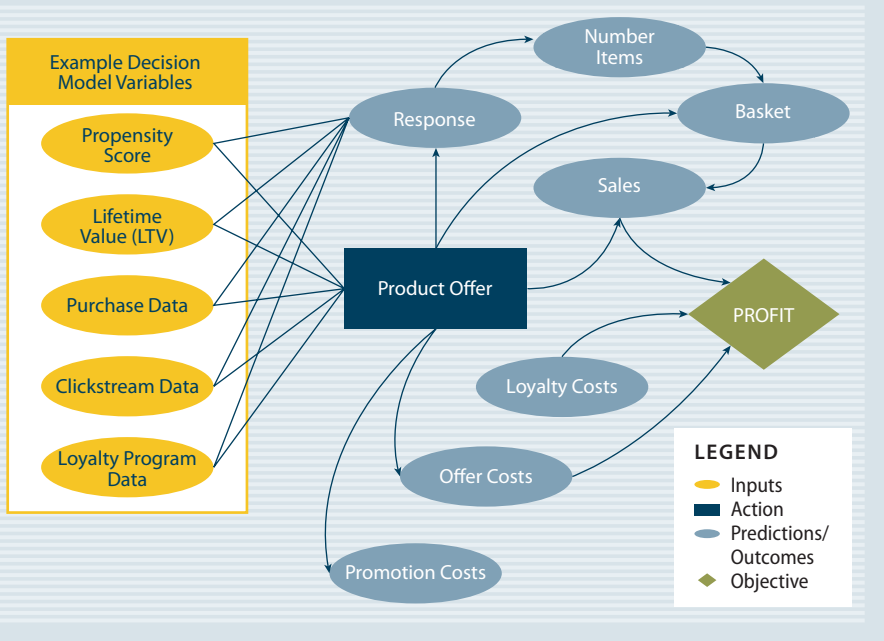 Example Decision
Model Variables
Propensity
Score
Lifetime
Value (LTV)
Purchase Data
Clickstream Data
Loyalty Program
Data
Number
Items
Response
Basket
Sales
Product Offer
PROFIT
Loyalty Costs
Offer Costs
Promotion Costs
LEGEND
Inputs
Action
Predictions/
Outcomes
Objective